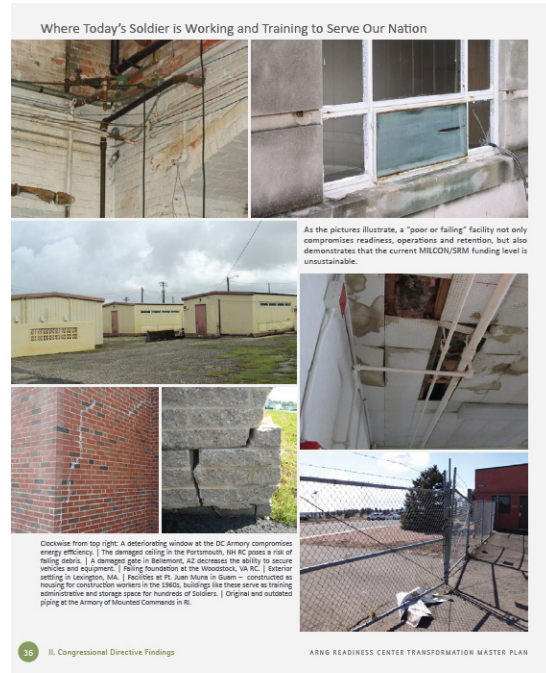 Where Today's Soldier is Working and Training to Serve Our Nation
As the pictures illustrate, a "poor or failing" facility not only
compromises readiness, operations and retention, but also
demonstrates that the current MILCON/SRM funding level is
unsustainable.
Clockwise from top right: A deteriorating window at the DC Armory compromises
energy efficiency. | The damaged ceiling in the Portsmouth, NH RC poses a risk of
falling debris. | A damaged gate in Bellemont, AZ decreases the ability to secure
vehicles and equipment. | Failing foundation at the Woodstock, VA RC. | Exterior
settling in Lexington, MA. | Facilities at Pt. Juan Muna in Guam – constructed as
housing for construction workers in the 1960s, buildings like these serve as training
administrative and storage space for hundreds of Soldiers. | Original and outdated
piping at the Armory of Mounted Commands in RI.
36 II. Congressional Directive Findings
ARNG READINESS CENTER TRANSFORMATION MASTER PLAN